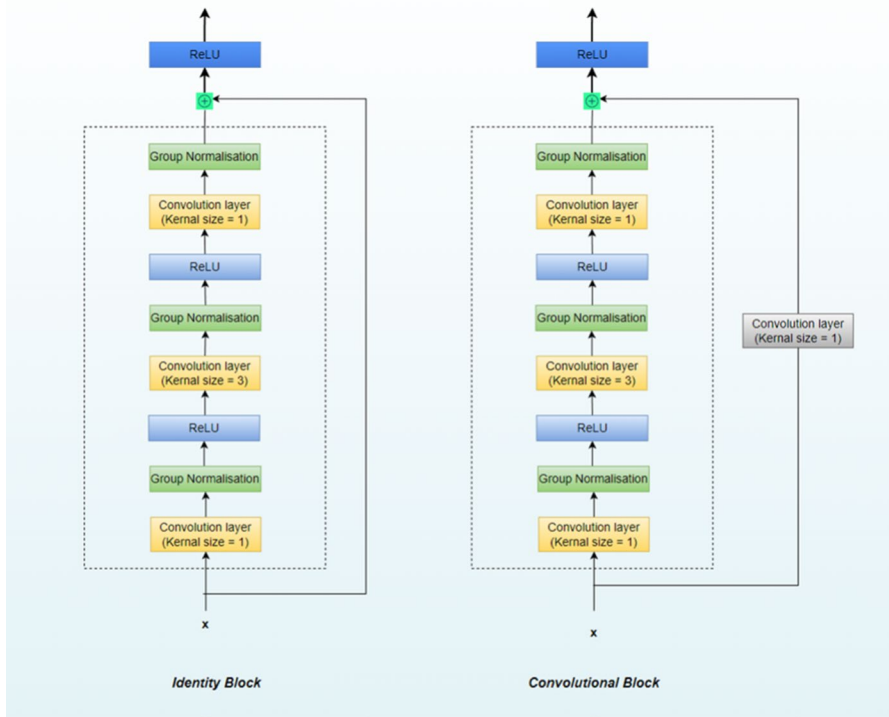 ReLU
Group Normalisation
Convolution layer
(Kernal size = 1)
ReLU
Group Normalisation
Convolution layer
(Kernal size = 3)
ReLU
Group Normalisation
Convolution layer
(Kernal size = 1)
x
Identity Block
ReLU
Group Normalisation
Convolution layer
(Kernal size = 1)
ReLU
Group Normalisation
Convolution layer
(Kernal size = 3)
ReLU
Group Normalisation
Convolution layer
(Kernal size = 1)
x
Convolution layer
(Kernal size = 1)
Convolutional Block